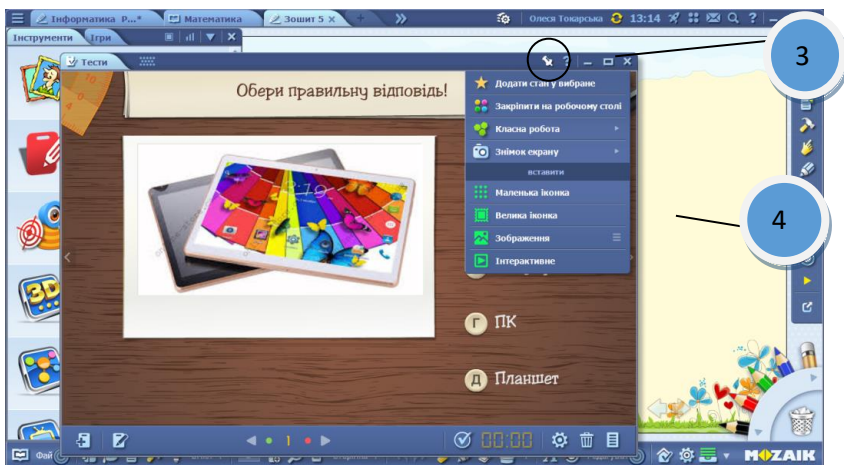 Інформатика Р...*
Математика
Зошит 5 ×
Олеся Токарська
13:14
Інструменти
Ігри
Тести
3
Обери правильну відповідь!
Додати стан у вибране
Закріпити на робочому столі
Класна робота
Знімок екрану
вставити
Маленька іконка
Велика іконка
Зображення
Інтерактивне
4
3D
Г ПК
Д Планшет
1
00:00
Фай
MOZAIK